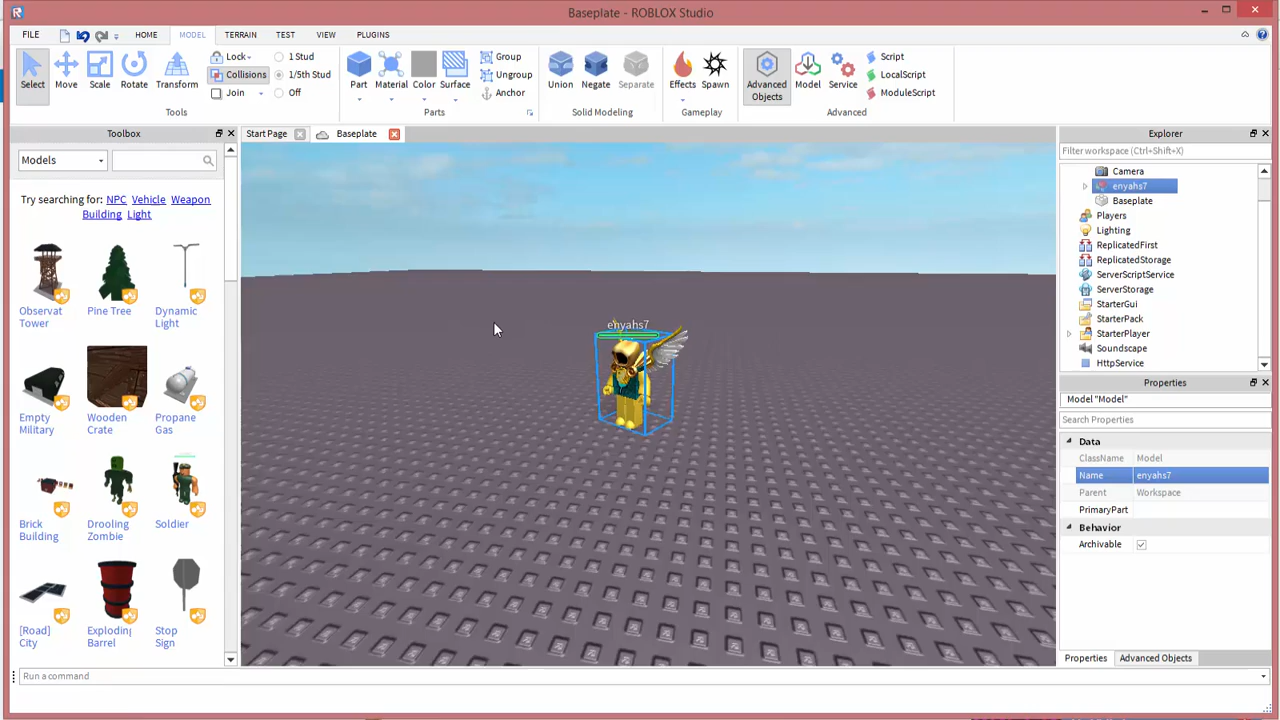 Baseplate - ROBLOX Studio
FILE HOME MODEL TERRAIN TEST VIEW PLUGINS
Select Move Scale Rotate Transform
Lock
Collisions
Join
1 Stud
1/5th Stud
Off
Tools
Part Material Color Surface
Group
Ungroup
Anchor
Parts
Union Negate Separate
Solid Modeling
Effects Spawn
Gameplay
Advanced Objects
Model Service
Script
LocalScript
ModuleScript
Advanced
Toolbox
Models
Try searching for: NPC Vehicle Weapon
Building Light
Observat Tower
Pine Tree
Dynamic Light
Empty Military
Wooden Crate
Propane Gas
Brick Building
Drooling Zombie
Soldier
[Road] City
Exploding Barrel
Stop Sign
Start Page
Baseplate
enyahs7
Explorer
Filter workspace (Ctrl+Shift+X)
Camera
enyahs7
Baseplate
Players
Lighting
ReplicatedFirst
ReplicatedStorage
ServerScriptService
ServerStorage
StarterGui
StarterPack
StarterPlayer
Soundscape
HttpService
Properties
Model "Model"
Search Properties
Data
ClassName Model
Name enyahs7
Parent Workspace
PrimaryPart
Behavior
Archivable
Properties Advanced Objects
Run a command